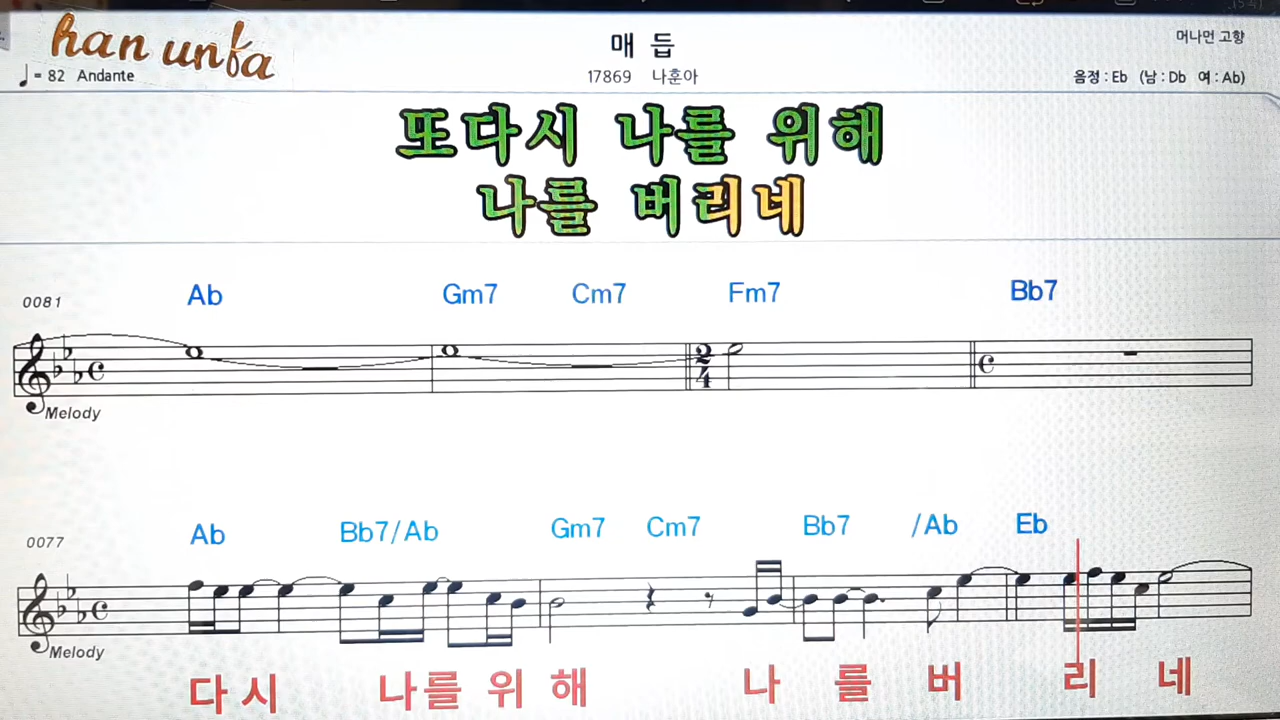 han unfa
매 듭
머나먼 고향
♩= 82 Andante
17869 나훈아
음정 : Eb (남 : Db 여 : Ab)
또다시 나를 위해
나를 버리네
0081
Ab Gm7 Cm7 Fm7 Bb7
2
4
Melody
0077
Ab Bb7/Ab Gm7 Cm7 Bb7 /Ab Eb
Melody
다 시 나 를 위 해 나 를 버 리 네